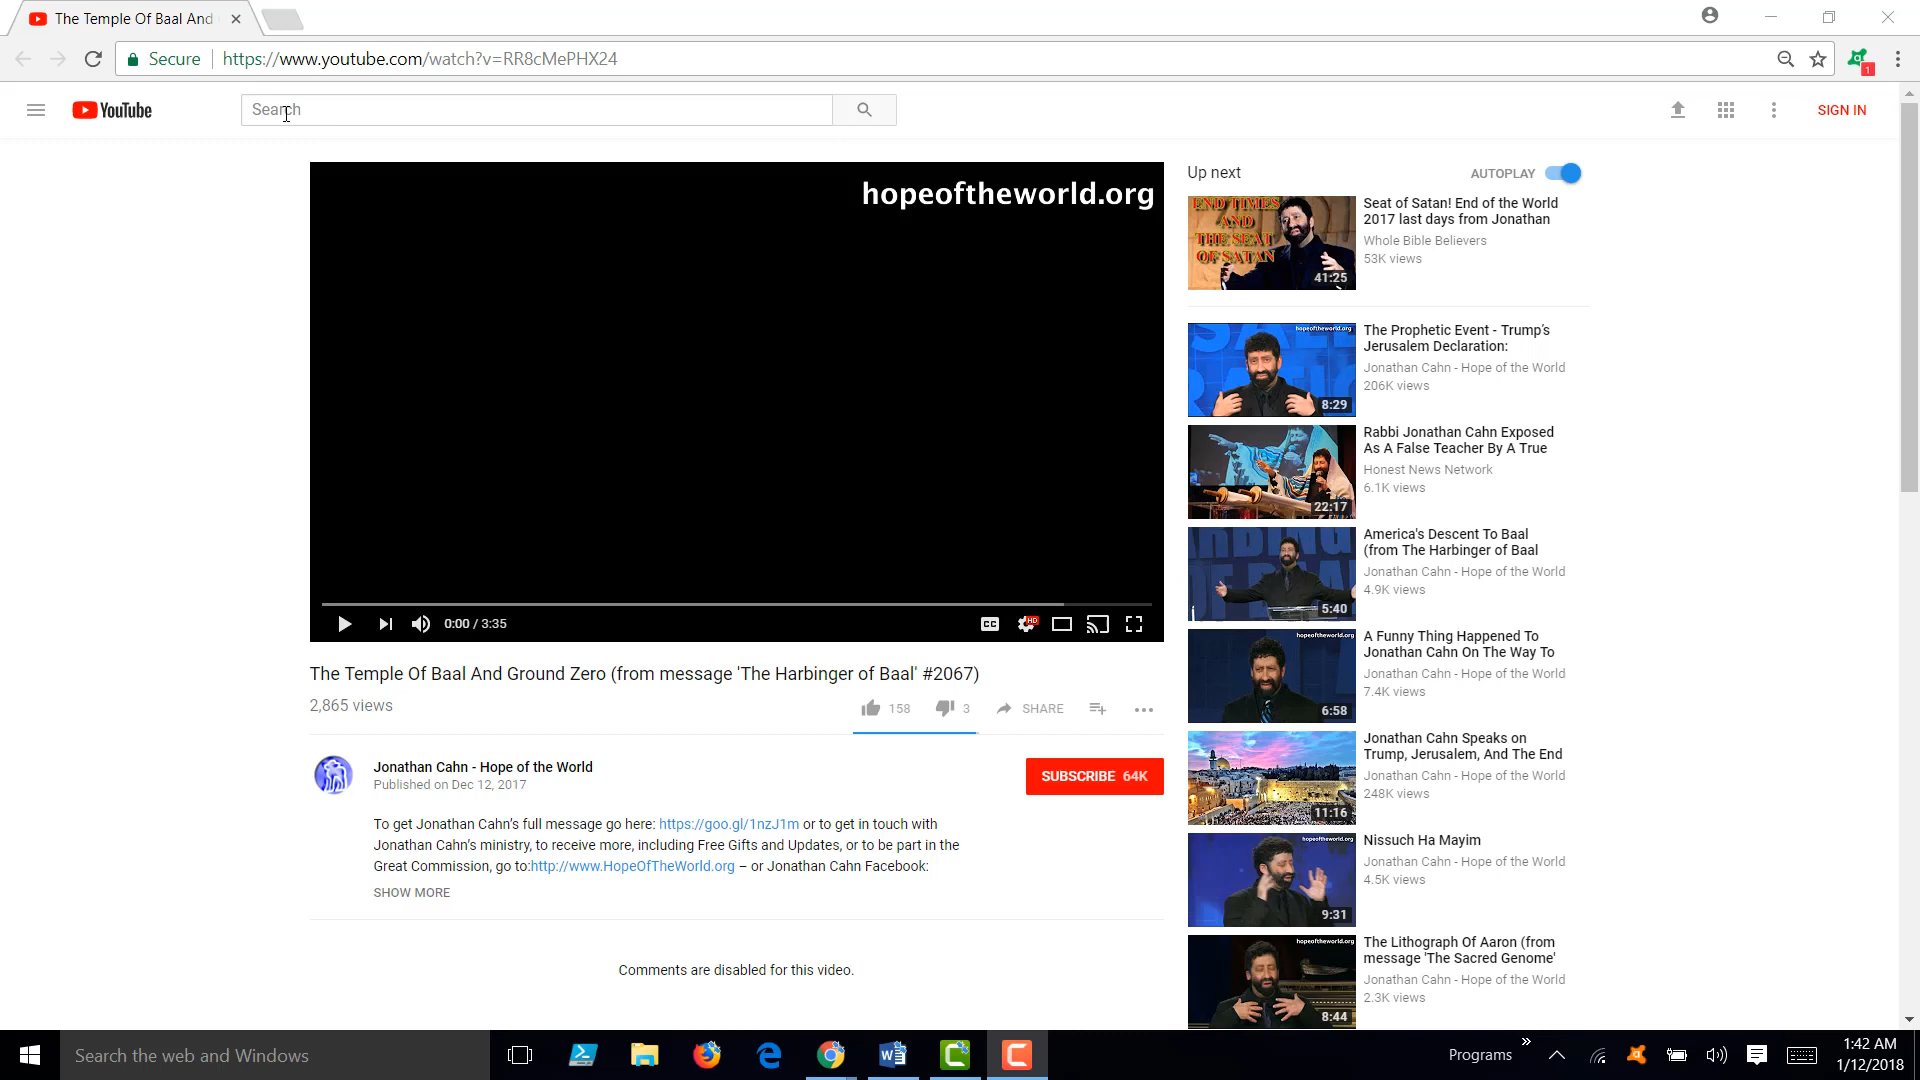 The Temple Of Baal And
Secure https://www.youtube.com/watch?v=RR8cMePHX24
1
YouTube
Search
SIGN IN
hopeoftheworld.org
0:00 / 3:35
CC
HD
The Temple Of Baal And Ground Zero (from message 'The Harbinger of Baal' #2067)
2,865 views
158
3
SHARE
Jonathan Cahn - Hope of the World
Published on Dec 12, 2017
SUBSCRIBE 64K
To get Jonathan Cahn's full message go here: https://goo.gl/1nzJ1m or to get in touch with
Jonathan Cahn's ministry, to receive more, including Free Gifts and Updates, or to be part in the
Great Commission, go to:http://www.HopeOfTheWorld.org – or Jonathan Cahn Facebook:
SHOW MORE
Comments are disabled for this video.
Up next
AUTOPLAY
END TIMES
AND
THE SEAT
OF SATAN
41:25
Seat of Satan! End of the World
2017 last days from Jonathan
Whole Bible Believers
53K views
hopeoftheworld.org
8:29
The Prophetic Event - Trump's
Jerusalem Declaration:
Jonathan Cahn - Hope of the World
206K views
22:17
Rabbi Jonathan Cahn Exposed
As A False Teacher By A True
Honest News Network
6.1K views
5:40
America's Descent To Baal
(from The Harbinger of Baal
Jonathan Cahn - Hope of the World
4.9K views
hopeoftheworld.org
6:58
A Funny Thing Happened To
Jonathan Cahn On The Way To
Jonathan Cahn - Hope of the World
7.4K views
11:16
Jonathan Cahn Speaks on
Trump, Jerusalem, And The End
Jonathan Cahn - Hope of the World
248K views
hopeoftheworld.org
9:31
Nissuch Ha Mayim
Jonathan Cahn - Hope of the World
4.5K views
hopeoftheworld.org
8:44
The Lithograph Of Aaron (from
message 'The Sacred Genome'
Jonathan Cahn - Hope of the World
2.3K views
Search the web and Windows
Programs
1:42 AM
1/12/2018